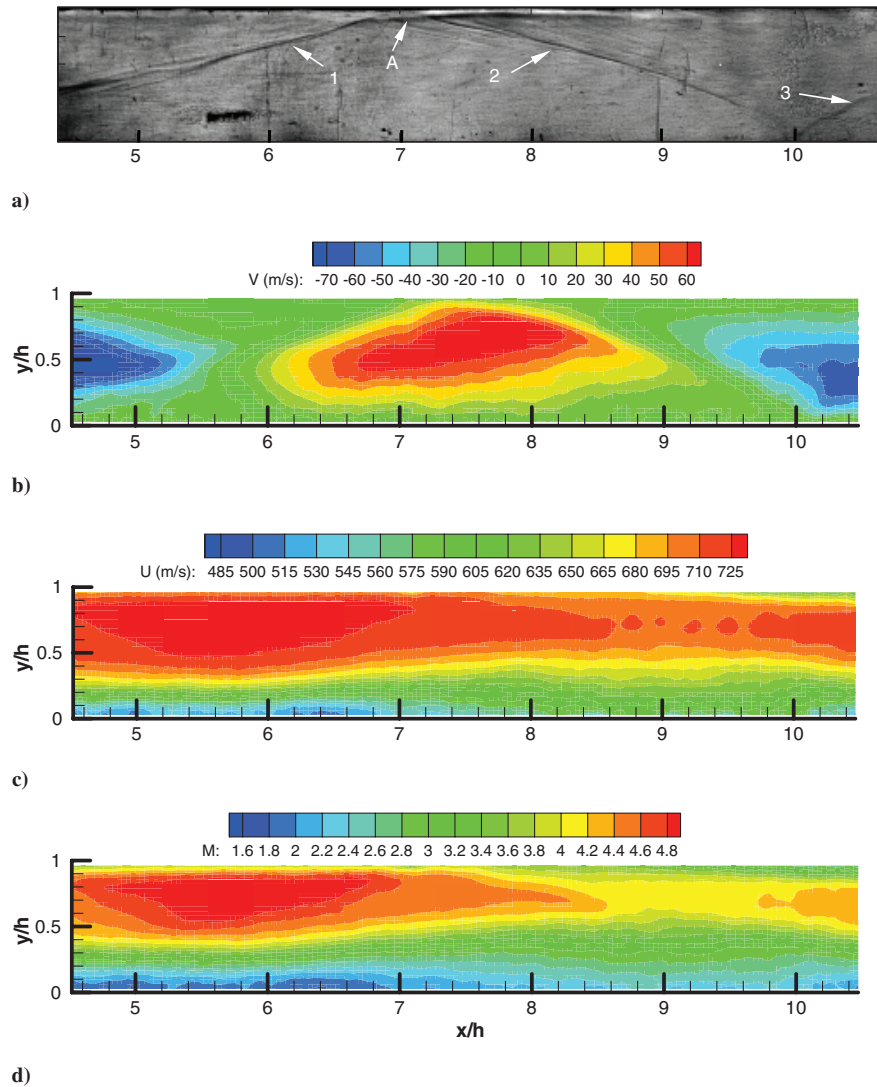 1
A
2
3
5 6 7 8 9 10
a)
V (m/s): -70 -60 -50 -40 -30 -20 -10 0 10 20 30 40 50 60
y/h
1
0.5
0
5 6 7 8 9 10
b)
U (m/s): 485 500 515 530 545 560 575 590 605 620 635 650 665 680 695 710 725
y/h
1
0.5
0
5 6 7 8 9 10
c)
M: 1.6 1.8 2 2.2 2.4 2.6 2.8 3 3.2 3.4 3.6 3.8 4 4.2 4.4 4.6 4.8
y/h
1
0.5
0
5 6 7 8 9 10
x/h
d)